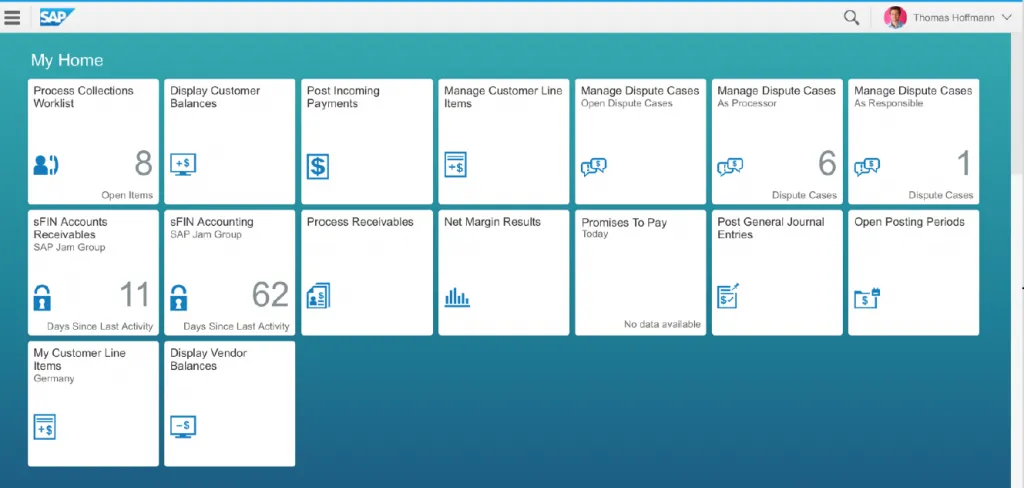 SAP
Thomas Hoffmann
My Home
Process Collections
Worklist
8
Open Items
Display Customer
Balances
+$
Post Incoming
Payments
$
Manage Customer Line
Items
+$
Manage Dispute Cases
Open Dispute Cases
$
Manage Dispute Cases
As Processor
$
6
Dispute Cases
Manage Dispute Cases
As Responsible
$
1
Dispute Cases
sFIN Accounts
Receivables
SAP Jam Group
11
Days Since Last Activity
sFIN Accounting
SAP Jam Group
62
Days Since Last Activity
Process Receivables
$
Net Margin Results
Promises To Pay
Today
No data available
Post General Journal
Entries
$
Open Posting Periods
$
My Customer Line
Items
Germany
+$
Display Vendor
Balances
−$